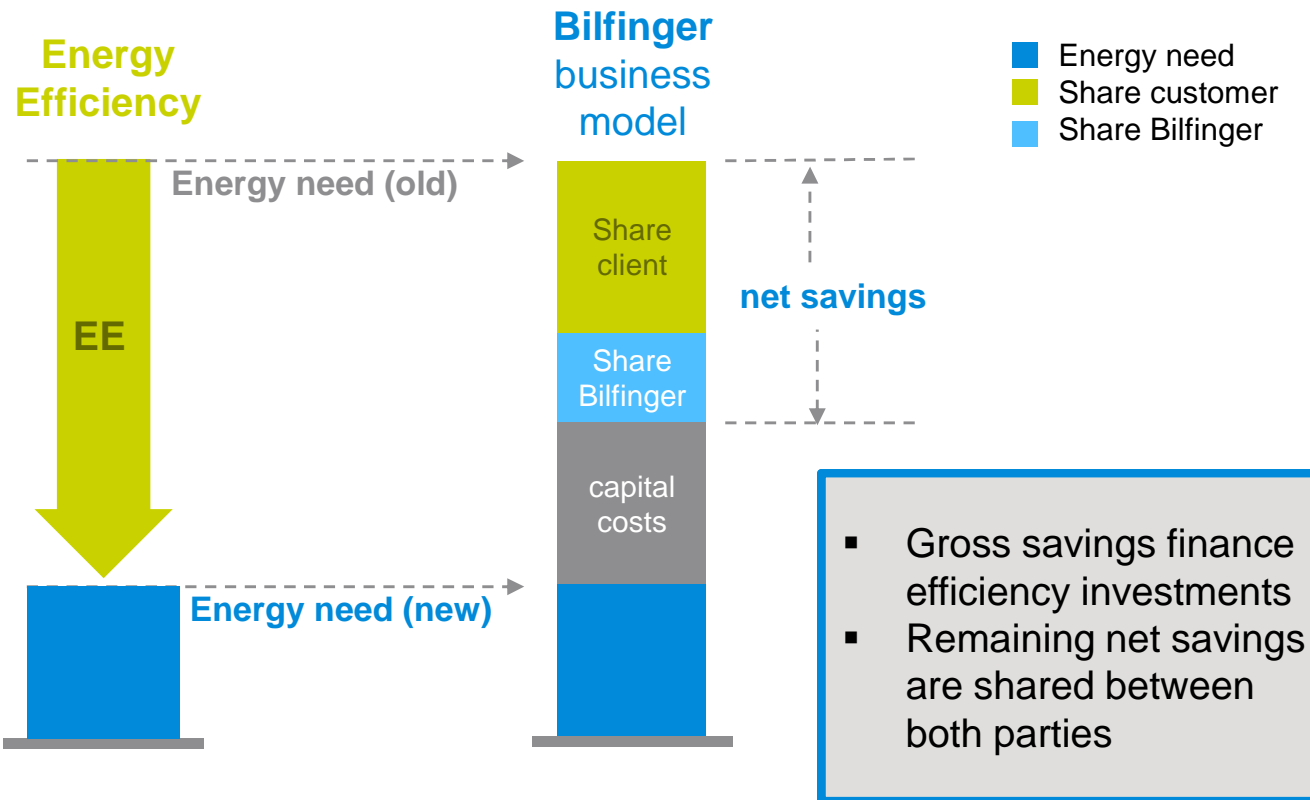 Energy
Efficiency
Bilfinger
business
model
Energy need
Share customer
Share Bilfinger
Energy need (old)
EE
Share
client
net savings
Share
Bilfinger
capital
costs
Energy need (new)
▪ Gross savings finance
efficiency investments
▪ Remaining net savings
are shared between
both parties